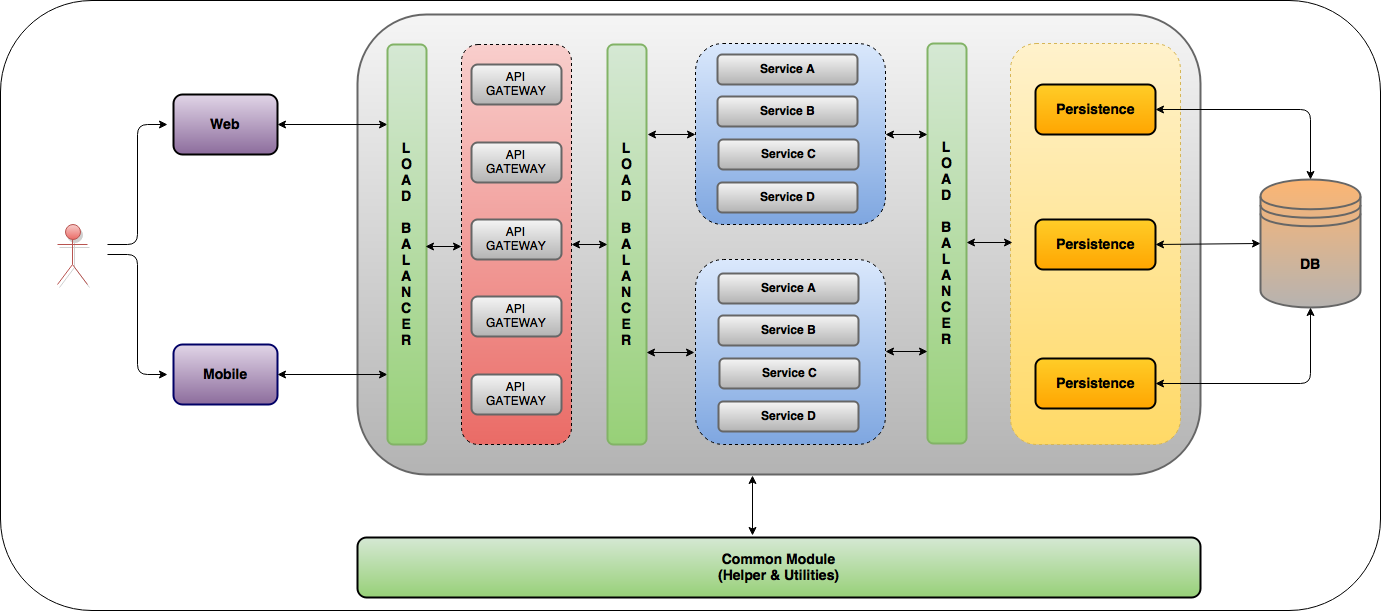 Web
Mobile
LOAD BALANCER
API
GATEWAY
API
GATEWAY
API
GATEWAY
API
GATEWAY
API
GATEWAY
LOAD BALANCER
Service A
Service B
Service C
Service D
Service A
Service B
Service C
Service D
LOAD BALANCER
Persistence
Persistence
Persistence
DB
Common Module
(Helper & Utilities)